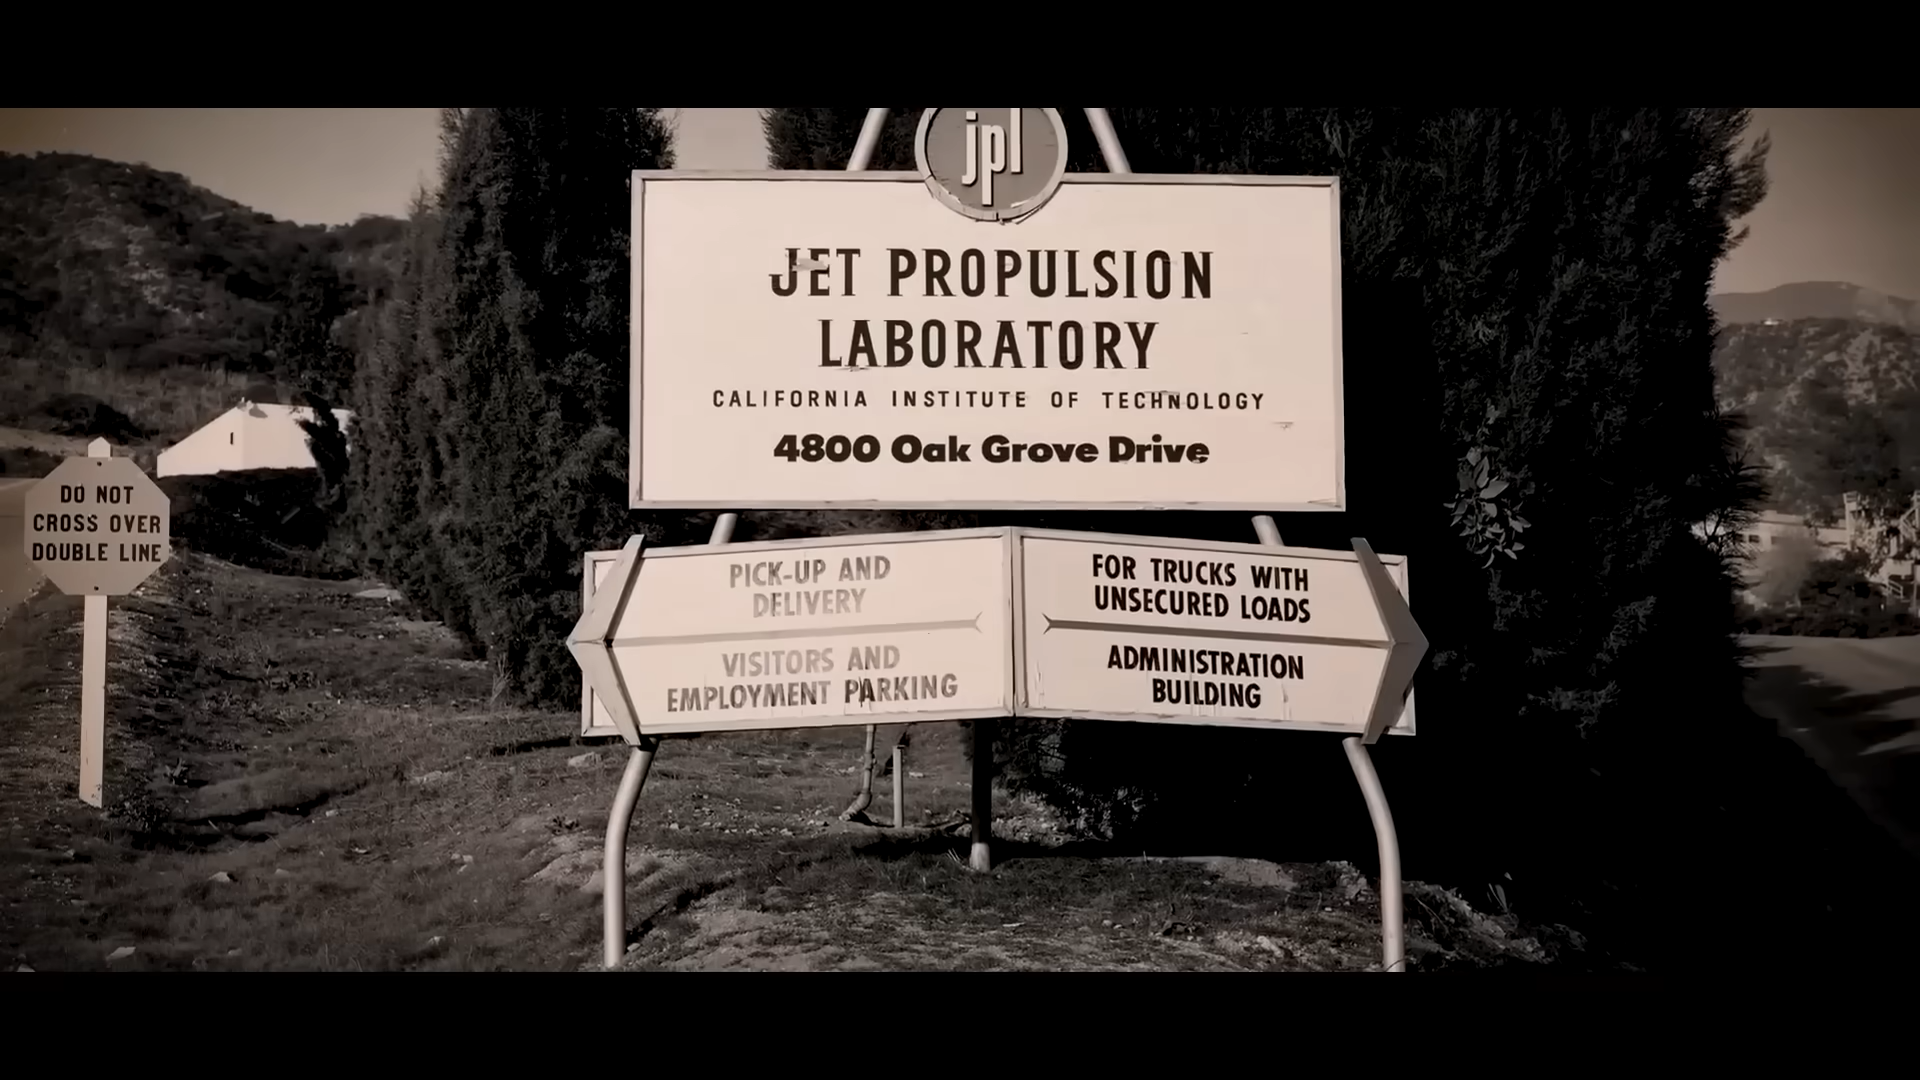 jpl
JET PROPULSION
LABORATORY
CALIFORNIA INSTITUTE OF TECHNOLOGY
4800 Oak Grove Drive
DO NOT
CROSS OVER
DOUBLE LINE
PICK-UP AND
DELIVERY
VISITORS AND
EMPLOYMENT PARKING
FOR TRUCKS WITH
UNSECURED LOADS
ADMINISTRATION
BUILDING